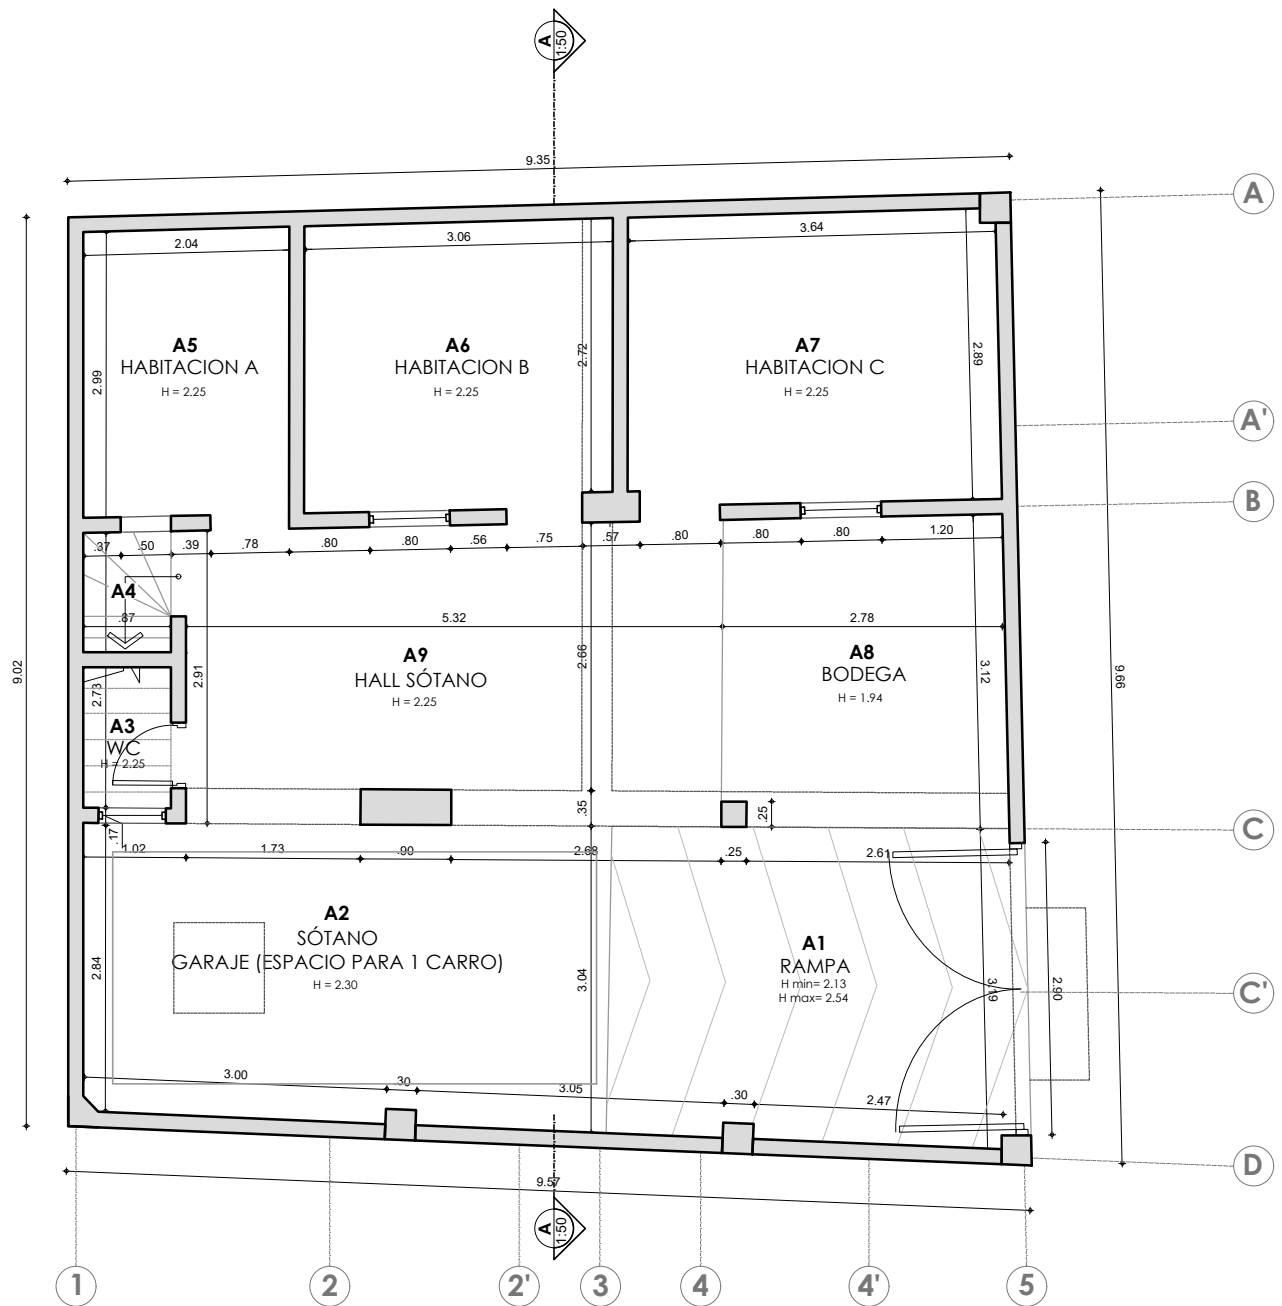 A
1:50
9.35
A
2.04
3.06
3.64
A5
HABITACION A
H = 2.25
A6
HABITACION B
H = 2.25
A7
HABITACION C
H = 2.25
2.99
2.72
2.89
A'
B
.37
.50
.39
.78
.80
.80
.56
.75
.57
.80
.80
.80
1.20
A4
.87
5.32
2.78
9.02
2.73
2.91
A9
HALL SÓTANO
H = 2.25
2.66
A8
BODEGA
H = 1.94
3.12
9.66
A3
WC
H = 2.25
.17
.35
.25
C
1.02
1.73
.90
2.68
.25
2.61
A2
SÓTANO
GARAJE (ESPACIO PARA 1 CARRO)
H = 2.30
2.84
3.04
A1
RAMPA
H min= 2.13
H max= 2.54
3.19
2.90
C'
3.00
.30
3.05
.30
2.47
D
9.57
A
1:50
1
2
2'
3
4
4'
5